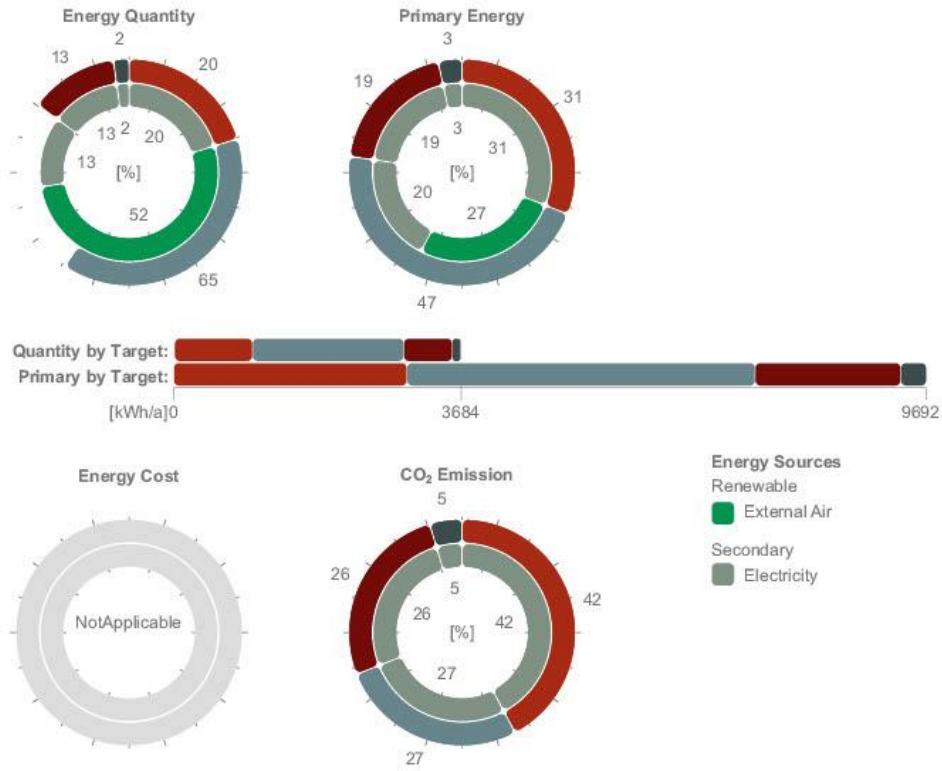 Energy Quantity
2
13
20
13 2 20
13
[%]
52
65
Primary Energy
3
19
31
3
19
31
[%]
20
27
47
Quantity by Target:
Primary by Target:
[kWh/a]0 3684 9692
Energy Cost
NotApplicable
CO₂ Emission
5
26
42
5
26
42
[%]
27
27
Energy Sources
Renewable
External Air
Secondary
Electricity